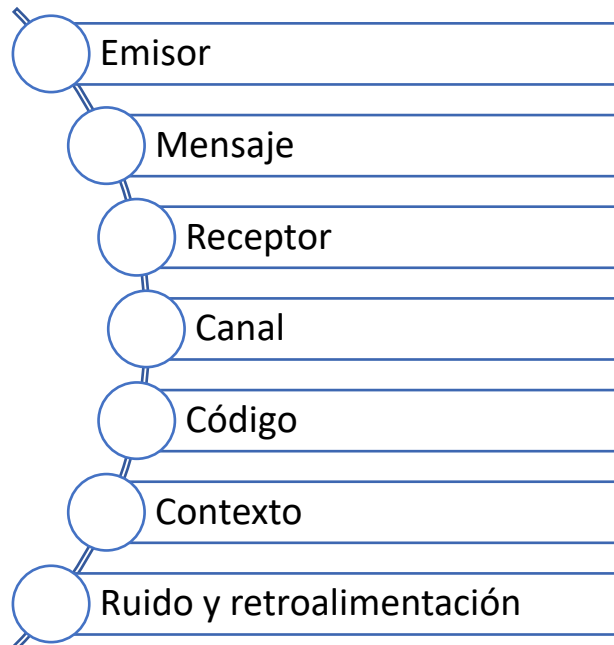 Emisor
Mensaje
Receptor
Canal
Código
Contexto
Ruido y retroalimentación